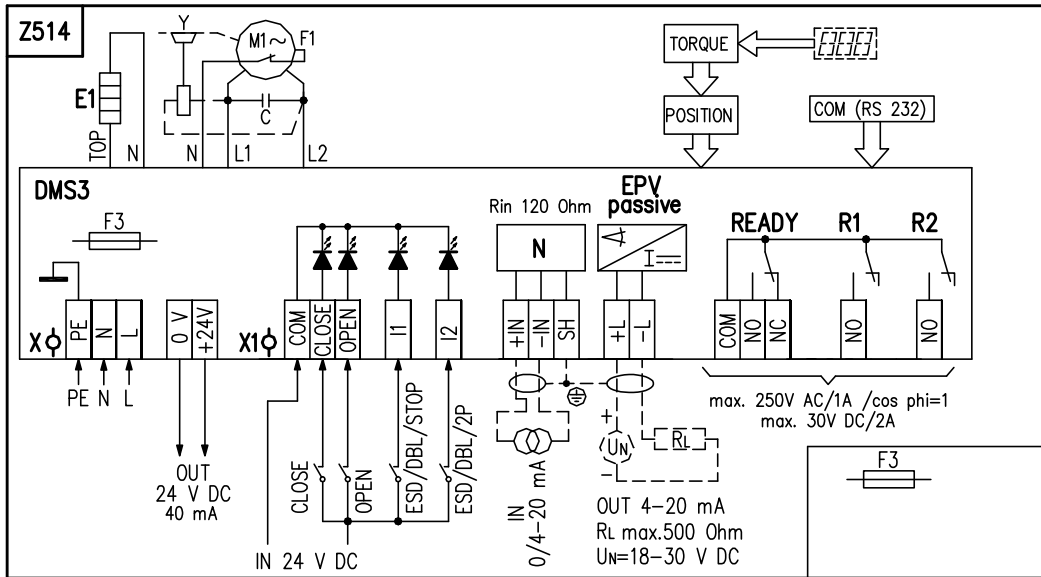 Z514
Y
M1 ~
F1
E1
C
TOP
N
N
L1
L2
TORQUE
POSITION
COM (RS 232)
DMS3
F3
Rin 120 Ohm
N
EPV
passive
I
READY
R1
R2
X
PE
N
L
0 V
+24V
X1
COM
CLOSE
OPEN
I1
I2
+IN
-IN
SH
+L
-L
COM
NO
NC
NO
NO
PE N L
OUT
24 V DC
40 mA
CLOSE
OPEN
ESD/DBL/STOP
ESD/DBL/2P
IN 24 V DC
IN
0/4-20 mA
+
UN
-
RL
OUT 4-20 mA
RL max.500 Ohm
UN=18-30 V DC
max. 250V AC/1A /cos phi=1
max. 30V DC/2A
F3